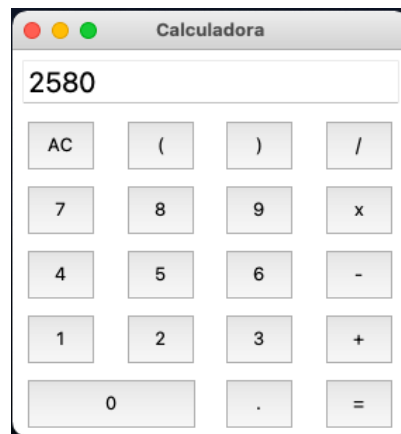 Calculadora
2580
AC ( ) /
7 8 9 x
4 5 6 -
1 2 3 +
0 . =